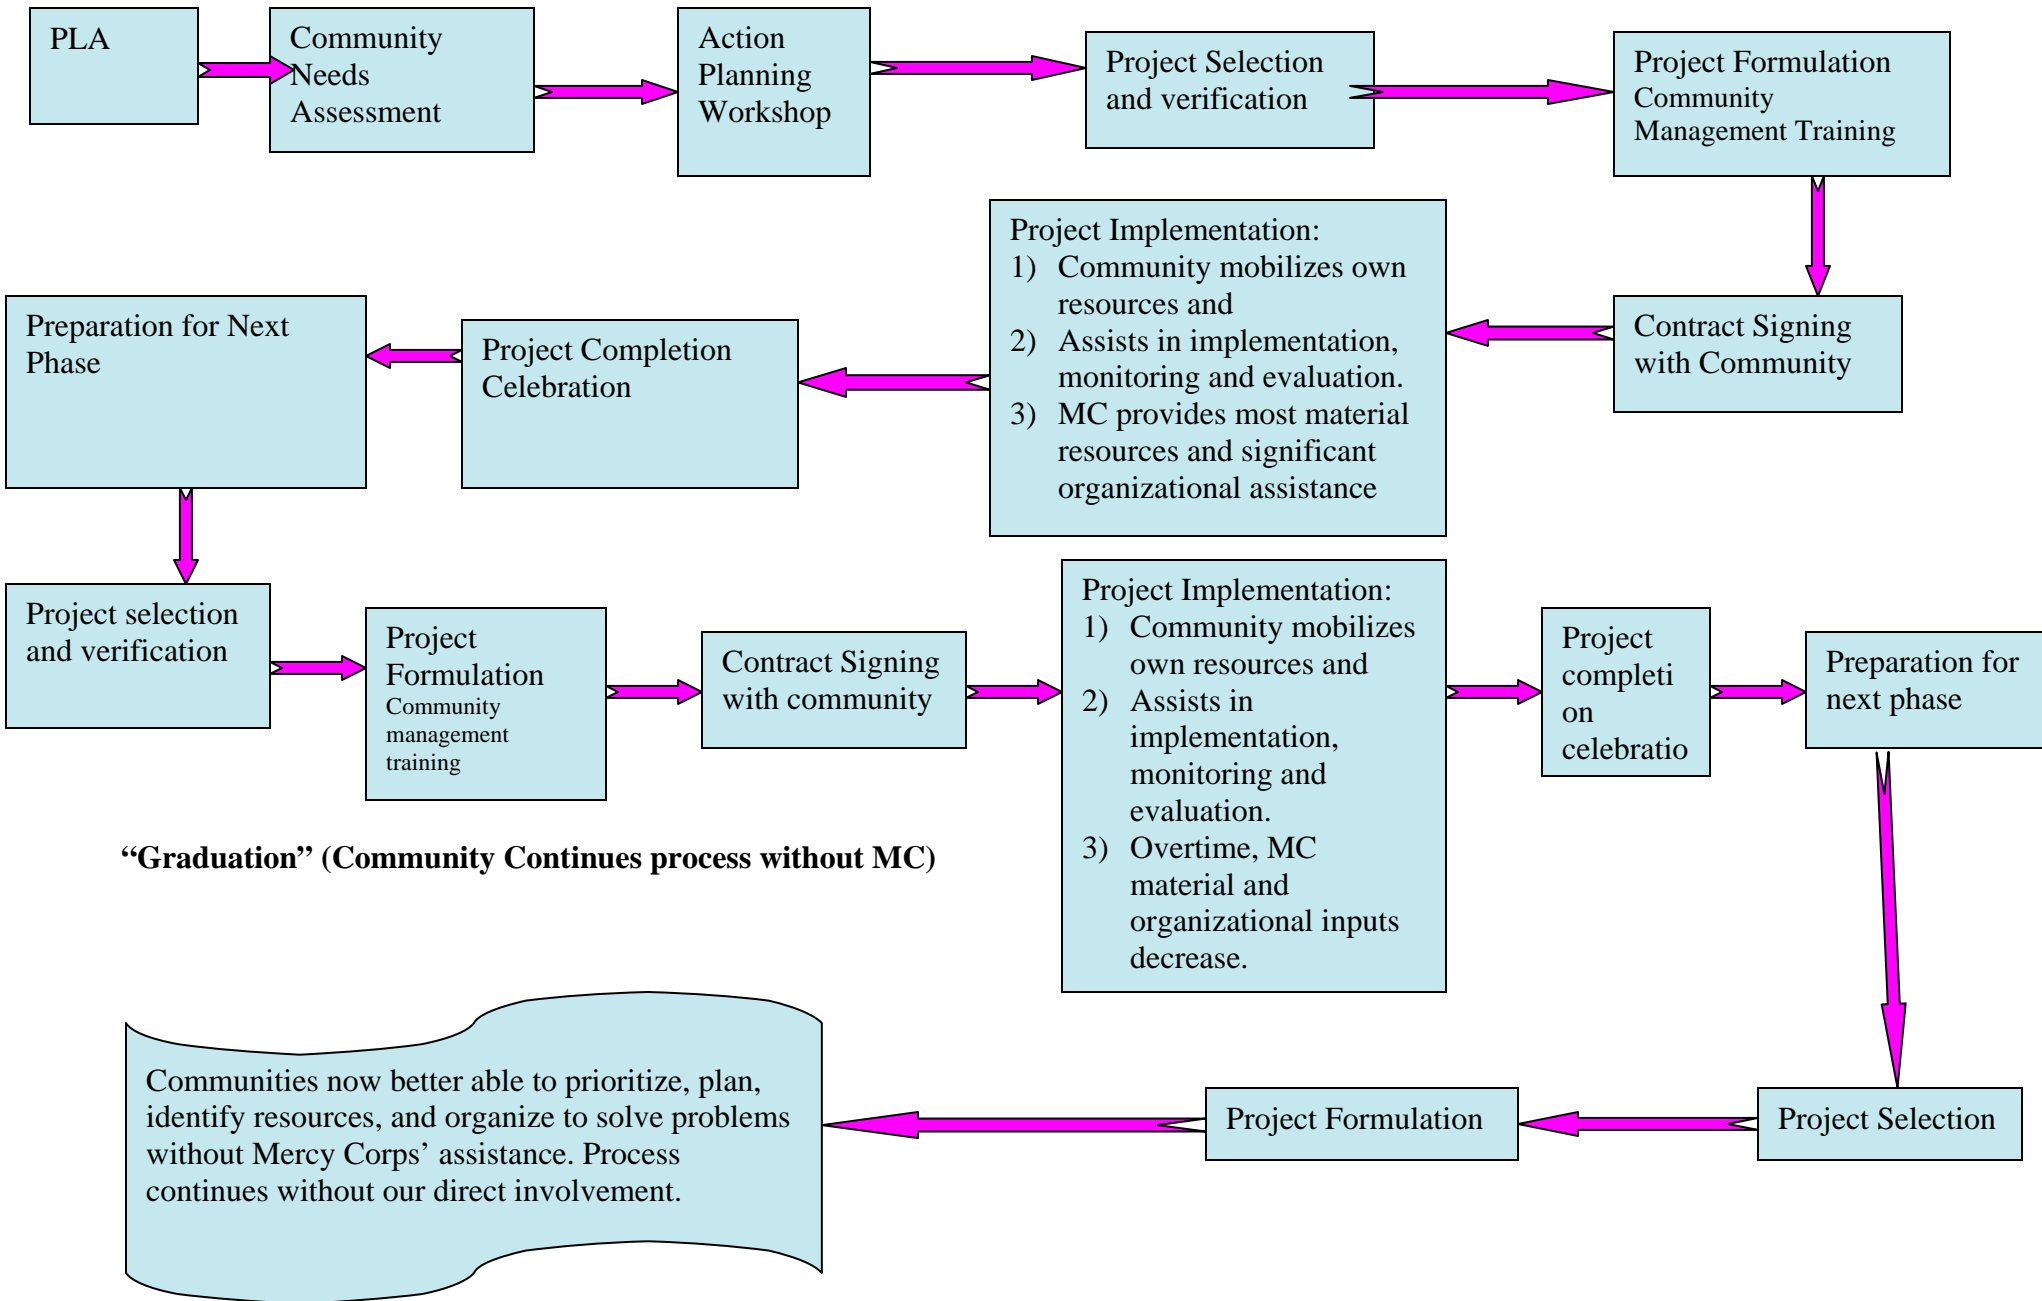 PLA
Community
Needs
Assessment
Action
Planning
Workshop
Project Selection
and verification
Project Formulation
Community
Management Training
Contract Signing
with Community
Project Implementation:
1) Community mobilizes own
resources and
2) Assists in implementation,
monitoring and evaluation.
3) MC provides most material
resources and significant
organizational assistance
Project Completion
Celebration
Preparation for Next
Phase
Project selection
and verification
Project
Formulation
Community
management
training
Contract Signing
with community
Project Implementation:
1) Community mobilizes
own resources and
2) Assists in
implementation,
monitoring and
evaluation.
3) Overtime, MC
material and
organizational inputs
decrease.
Project
completi
on
celebratio
Preparation for
next phase
“Graduation” (Community Continues process without MC)
Project Selection
Project Formulation
Communities now better able to prioritize, plan,
identify resources, and organize to solve problems
without Mercy Corps’ assistance. Process
continues without our direct involvement.